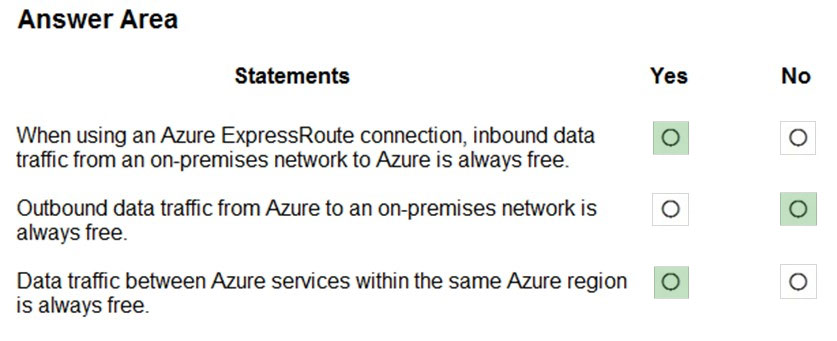 Answer Area
Statements Yes No
When using an Azure ExpressRoute connection, inbound data
traffic from an on-premises network to Azure is always free.
Outbound data traffic from Azure to an on-premises network is
always free.
Data traffic between Azure services within the same Azure region
is always free.